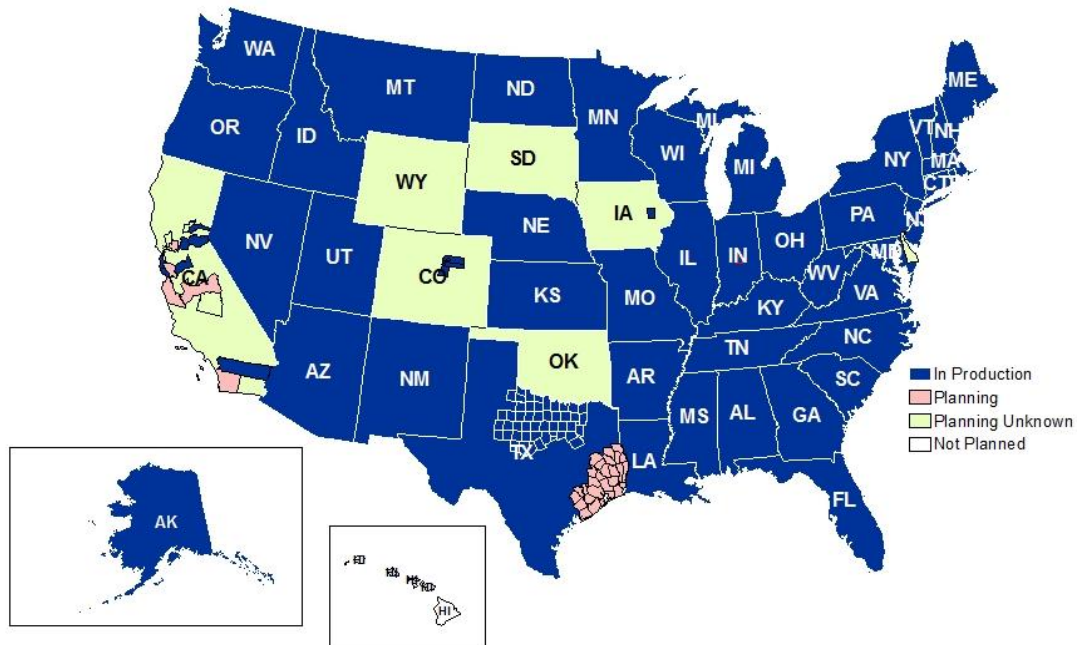 WA
MT
ND
MN
ME
OR
ID
SD
WI
MI
MI
VT
NH
NY
MA
CT
WY
IA
NE
PA
NJ
NV
UT
CO
IL
IN
OH
MD
WV
VA
CA
KS
MO
KY
NC
TN
AZ
NM
OK
AR
SC
MS
AL
GA
TX
LA
FL
In Production
Planning
Planning Unknown
Not Planned
AK
HI